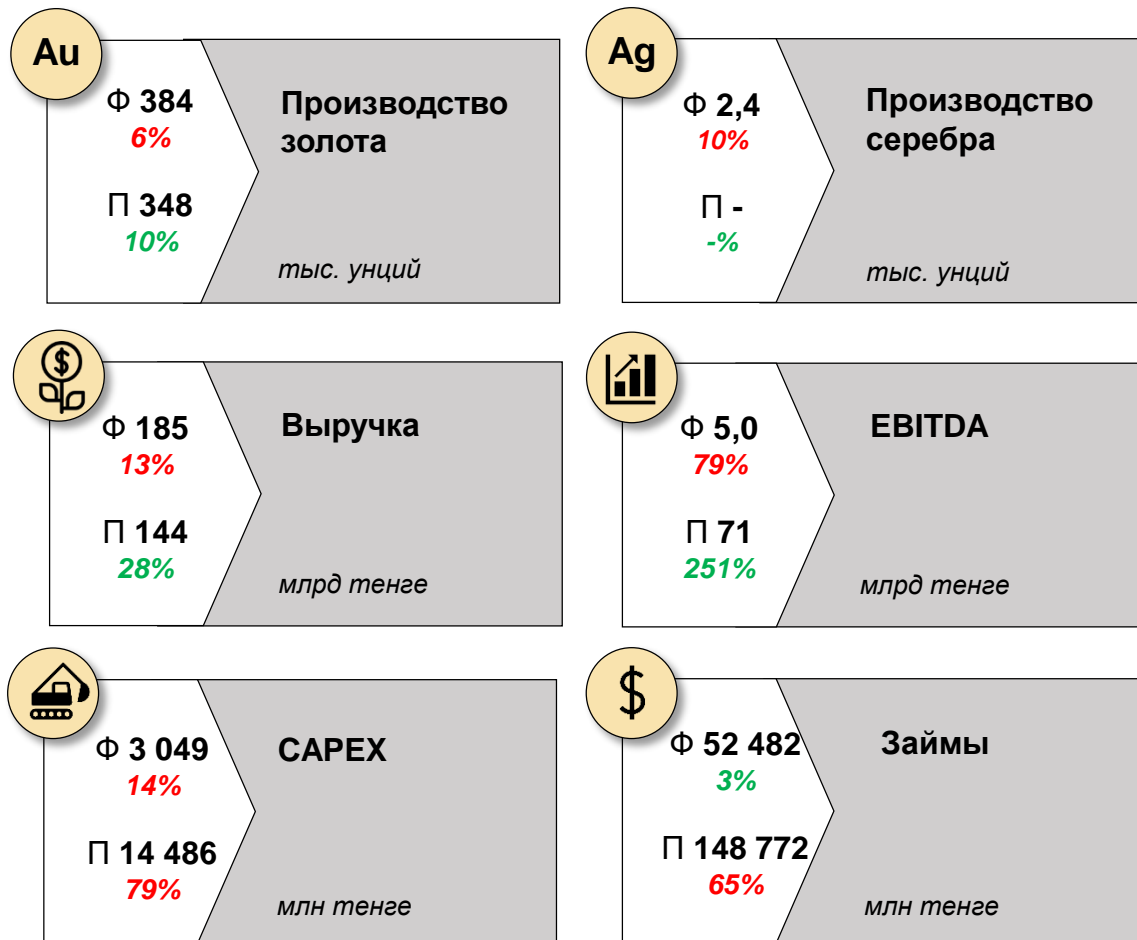 Au
Ф 384
6%
П 348
10%
Производство
золота
тыс. унций
Ag
Ф 2,4
10%
П -
-%
Производство
серебра
тыс. унций
$
Ф 185
13%
П 144
28%
Выручка
млрд тенге
Ф 5,0
79%
П 71
251%
EBITDA
млрд тенге
Ф 3 049
14%
П 14 486
79%
CAPEX
млн тенге
$
Ф 52 482
3%
П 148 772
65%
Займы
млн тенге